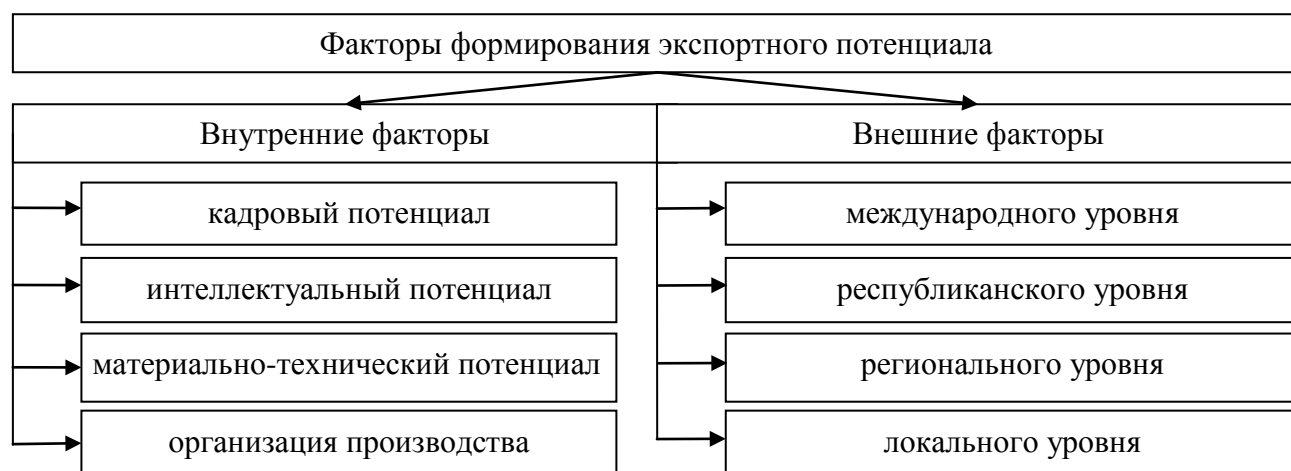 Факторы формирования экспортного потенциала
Внутренние факторы
кадровый потенциал
интеллектуальный потенциал
материально-технический потенциал
организация производства
Внешние факторы
международного уровня
республиканского уровня
регионального уровня
локального уровня